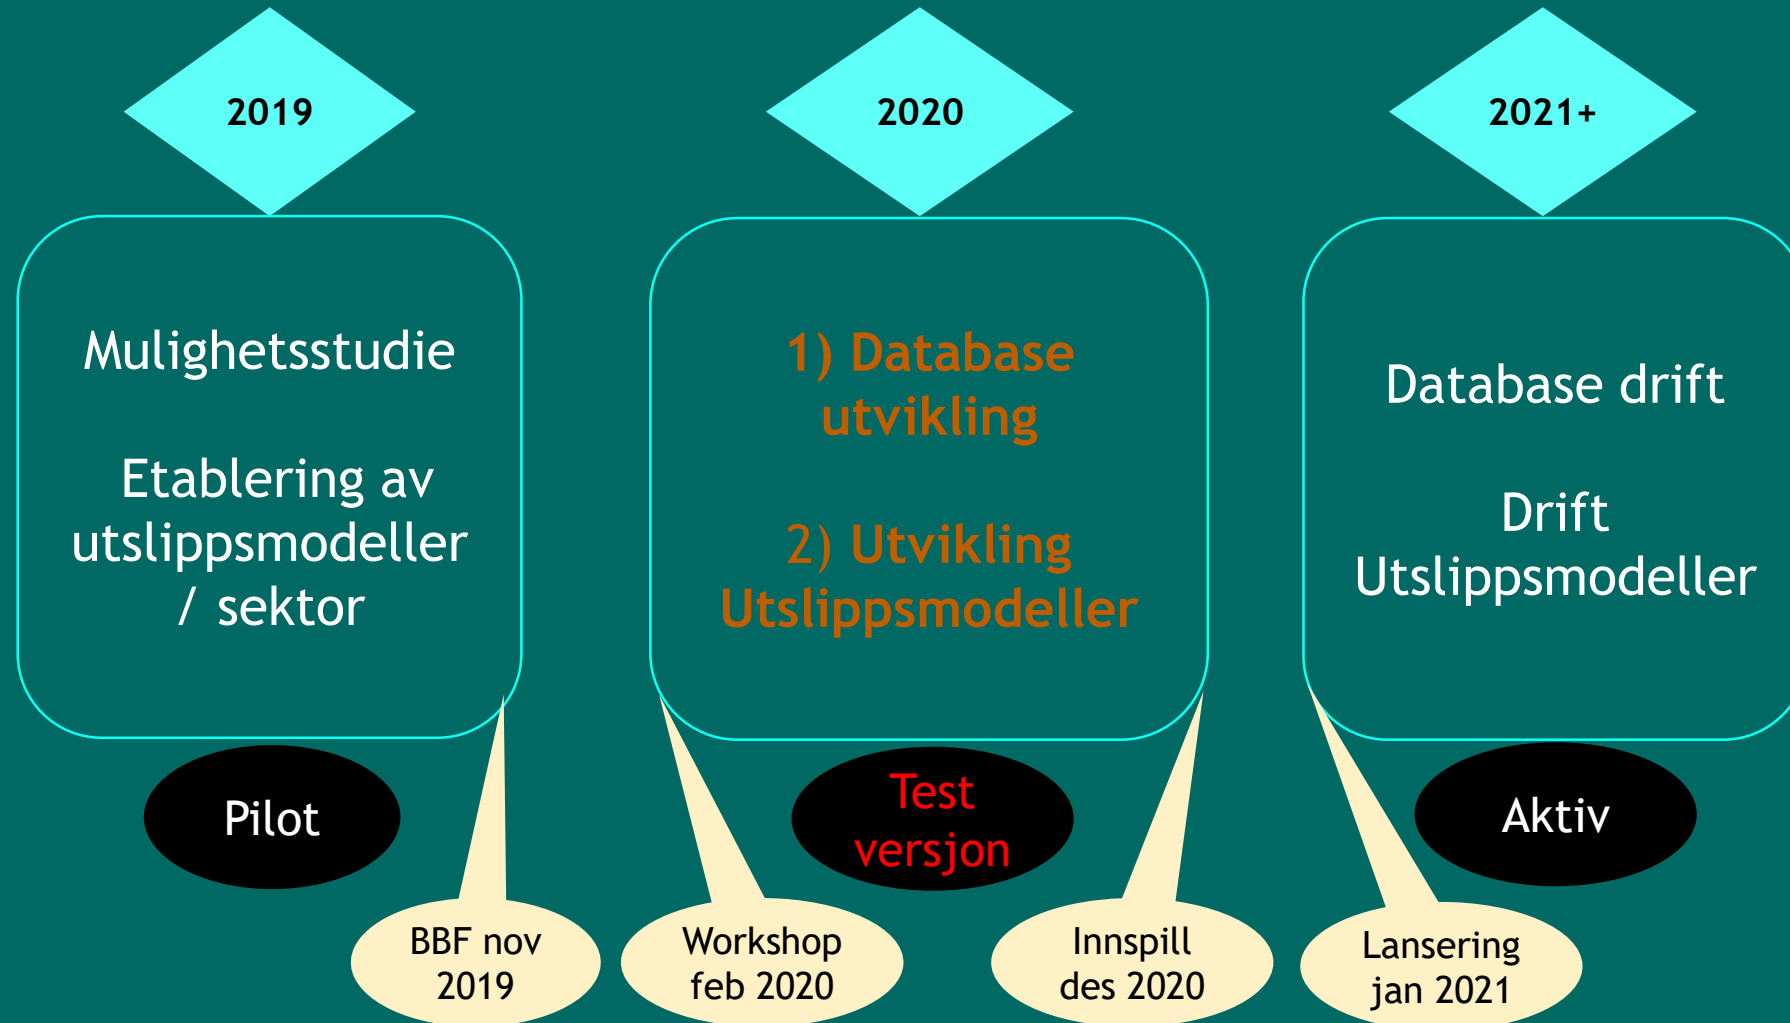 2019
2020
2021+
Mulighetsstudie
Etablering av
utslippsmodeller
/ sektor
1) Database
utvikling
2) Utvikling
Utslippsmodeller
Database drift
Drift
Utslippsmodeller
Pilot
Test
versjon
Aktiv
BBF nov
2019
Workshop
feb 2020
Innspill
des 2020
Lansering
jan 2021